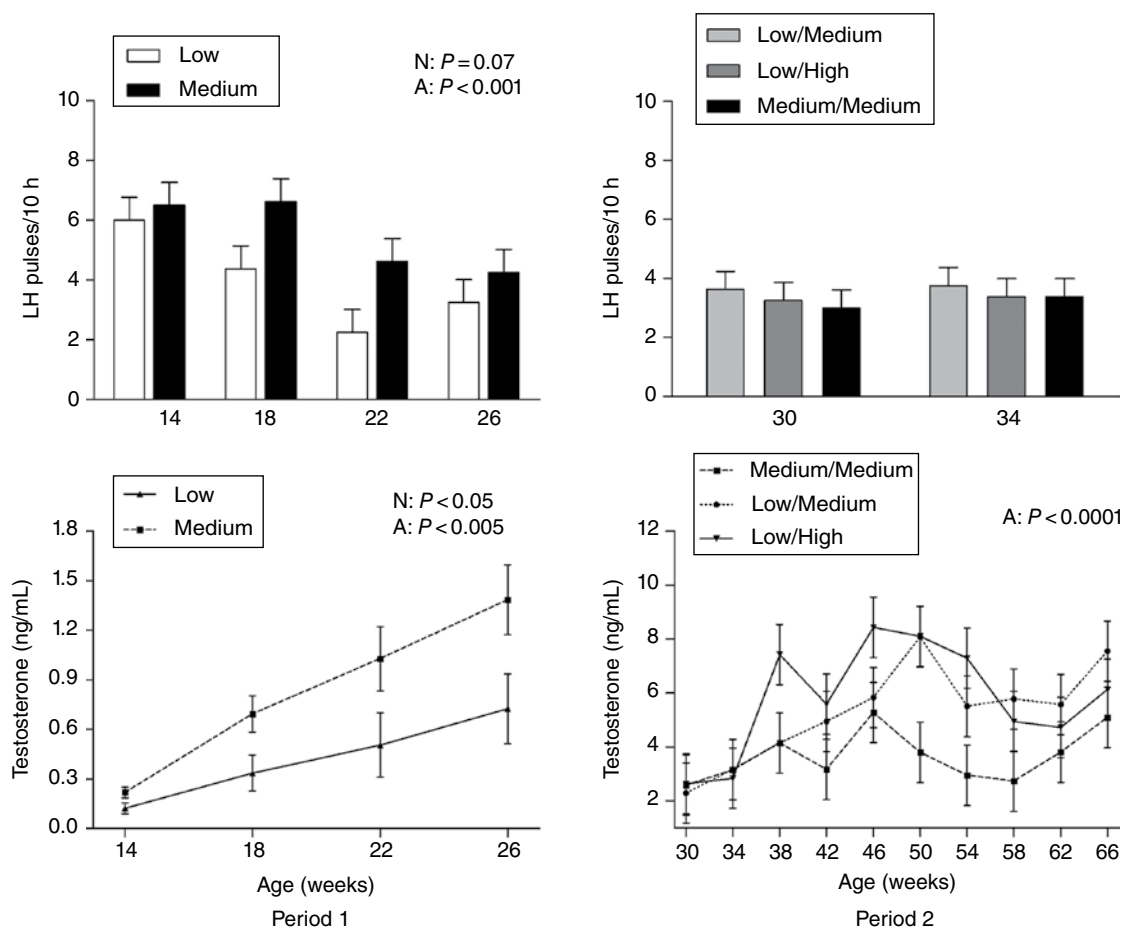 Low
Medium
N: P = 0.07
A: P < 0.001
LH pulses/10 h
10
8
6
4
2
0
14 18 22 26
Low/Medium
Low/High
Medium/Medium
LH pulses/10 h
10
8
6
4
2
0
30 34
Low
Medium
N: P < 0.05
A: P < 0.005
Testosterone (ng/mL)
1.8
1.5
1.2
0.9
0.6
0.3
0.0
14 18 22 26
Age (weeks)
Period 1
Medium/Medium
Low/Medium
Low/High
A: P < 0.0001
Testosterone (ng/mL)
12
10
8
6
4
2
30 34 38 42 46 50 54 58 62 66
Age (weeks)
Period 2